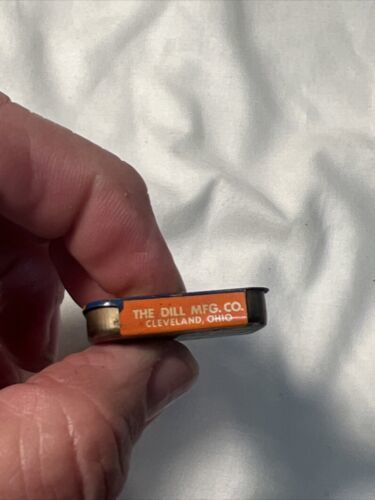 THE DILL MFG. CO.
CLEVELAND, OHIO